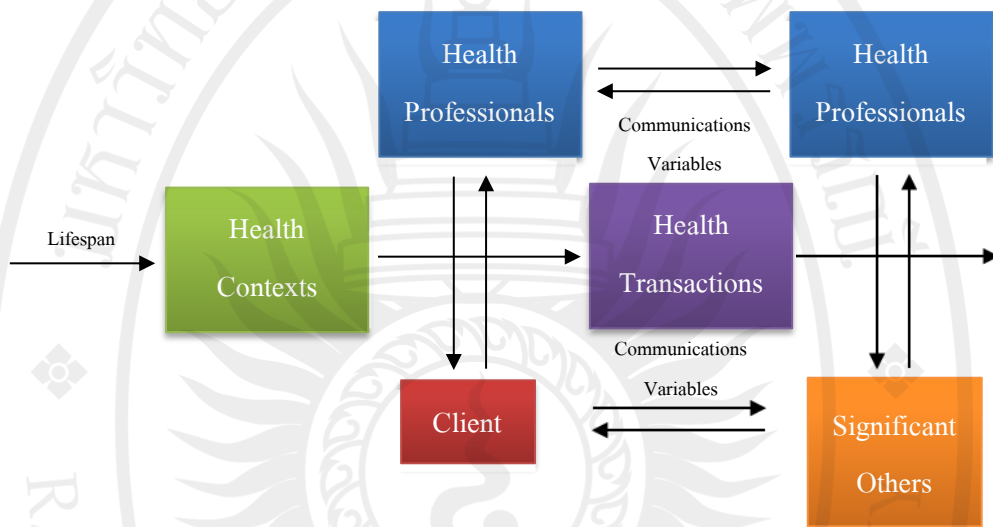 Health
Professionals
Health
Professionals
Communications
Variables
Lifespan
Health
Contexts
Health
Transactions
Communications
Variables
Client
Significant
Others